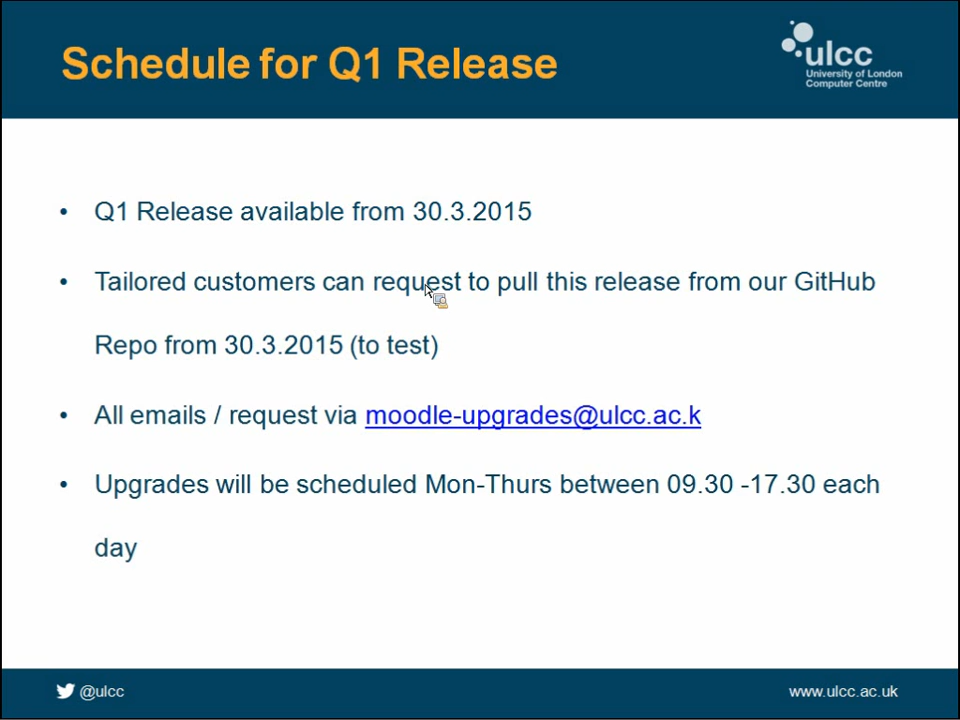 Schedule for Q1 Release
ulcc
University of London
Computer Centre
• Q1 Release available from 30.3.2015
• Tailored customers can request to pull this release from our GitHub
Repo from 30.3.2015 (to test)
• All emails / request via moodle-upgrades@ulcc.ac.k
• Upgrades will be scheduled Mon-Thurs between 09.30 -17.30 each
day
@ulcc
www.ulcc.ac.uk